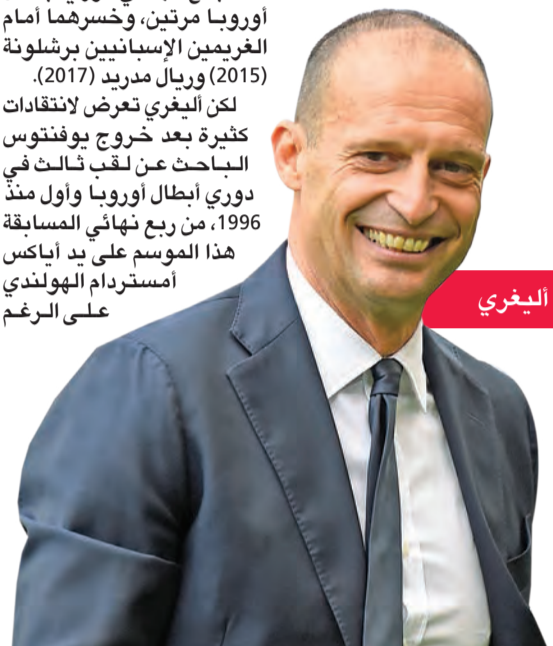 أوروبا مرتين، وخسرهما أمام
الغريمين الإسبانيين برشلونة
(2015) وريال مدريد (2017).
لكن أليغري تعرض لانتقادات
كثيرة بعد خروج يوفنتوس
الباحث عن لقب ثالث في
دوري أبطال أوروبا وأول منذ
1996، من ربع نهائي المسابقة
هذا الموسم على يد أياكس
أمستردام الهولندي
على الرغم
أليغري